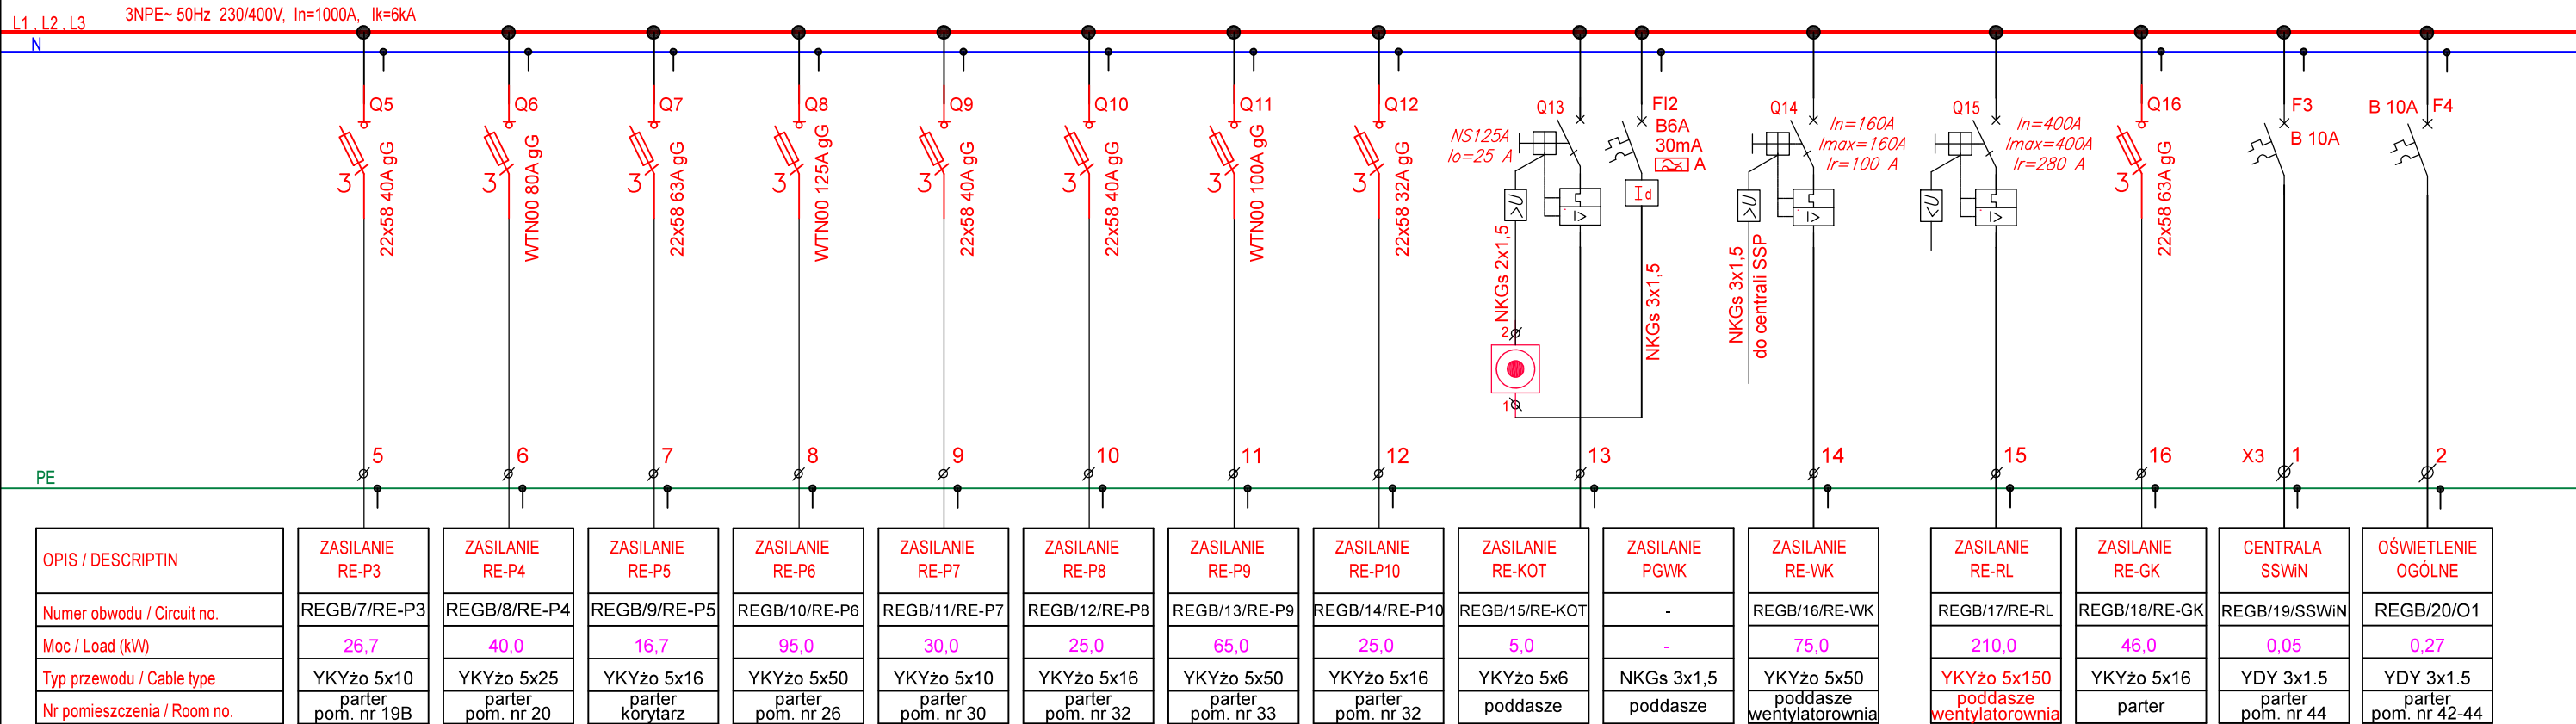 L1 , L2 , L3
3NPE~ 50Hz 230/400V, In=1000A, Ik=6kA
N
Q5
3
22x58 40A gG
Q6
3
WTN00 80A gG
Q7
3
22x58 63A gG
Q8
3
WTN00 125A gG
Q9
3
22x58 40A gG
Q10
3
22x58 40A gG
Q11
3
WTN00 100A gG
Q12
3
22x58 32A gG
Q13
NS125A
Io=25 A
>U
I>
NKGs 2x1,5
2
1
FI2
B6A
30mA
A
Id
NKGs 3x1,5
Q14
In=160A
Imax=160A
Ir=100 A
>U
I>
NKGs 3x1,5
do centrali SSP
Q15
In=400A
Imax=400A
Ir=280 A
<U
I>
Q16
3
22x58 63A gG
F3
B 10A
B 10A F4
5 6 7 8 9 10 11 12 13 14 15 16 X3 1 2
PE
OPIS / DESCRIPTIN
ZASILANIE
RE-P3
ZASILANIE
RE-P4
ZASILANIE
RE-P5
ZASILANIE
RE-P6
ZASILANIE
RE-P7
ZASILANIE
RE-P8
ZASILANIE
RE-P9
ZASILANIE
RE-P10
ZASILANIE
RE-KOT
ZASILANIE
PGWK
ZASILANIE
RE-WK
ZASILANIE
RE-RL
ZASILANIE
RE-GK
CENTRALA
SSWiN
OŚWIETLENIE
OGÓLNE
Numer obwodu / Circuit no. REGB/7/RE-P3 REGB/8/RE-P4 REGB/9/RE-P5 REGB/10/RE-P6 REGB/11/RE-P7 REGB/12/RE-P8 REGB/13/RE-P9 REGB/14/RE-P10 REGB/15/RE-KOT - REGB/16/RE-WK REGB/17/RE-RL REGB/18/RE-GK REGB/19/SSWiN REGB/20/O1
Moc / Load (kW) 26,7 40,0 16,7 95,0 30,0 25,0 65,0 25,0 5,0 - 75,0 210,0 46,0 0,05 0,27
Typ przewodu / Cable type YKYżo 5x10 YKYżo 5x25 YKYżo 5x16 YKYżo 5x50 YKYżo 5x10 YKYżo 5x16 YKYżo 5x50 YKYżo 5x16 YKYżo 5x6 NKGs 3x1,5 YKYżo 5x50 YKYżo 5x150 YKYżo 5x16 YDY 3x1.5 YDY 3x1.5
Nr pomieszczenia / Room no.
parter
pom. nr 19B
parter
pom. nr 20
parter
korytarz
parter
pom. nr 26
parter
pom. nr 30
parter
pom. nr 32
parter
pom. nr 33
parter
pom. nr 32
poddasze
poddasze
poddasze
wentylatorownia
poddasze
wentylatorownia
parter
parter
pom. nr 44
parter
pom. nr 42-44